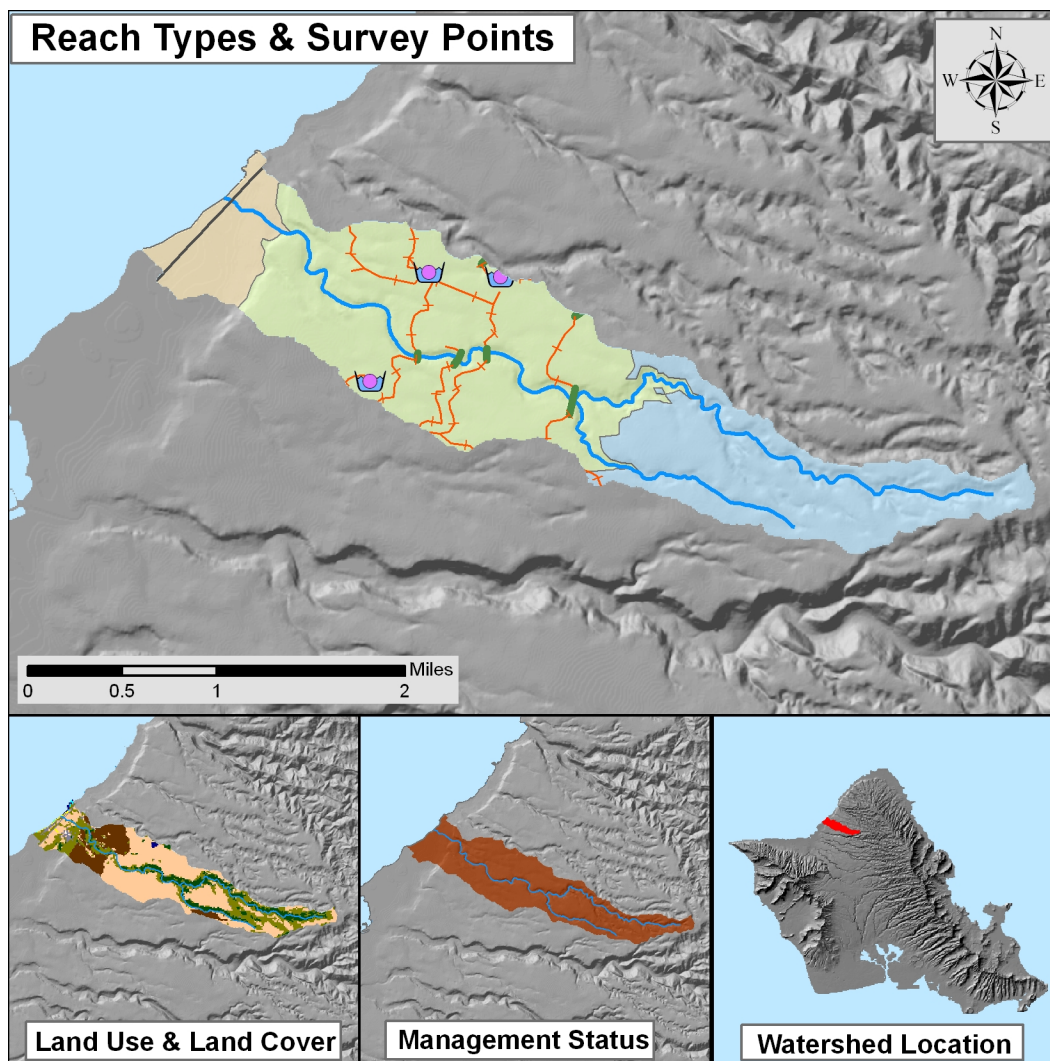 Reach Types & Survey Points
N
W
E
S
Miles
0
0.5
1
2
Land Use & Land Cover
Management Status
Watershed Location